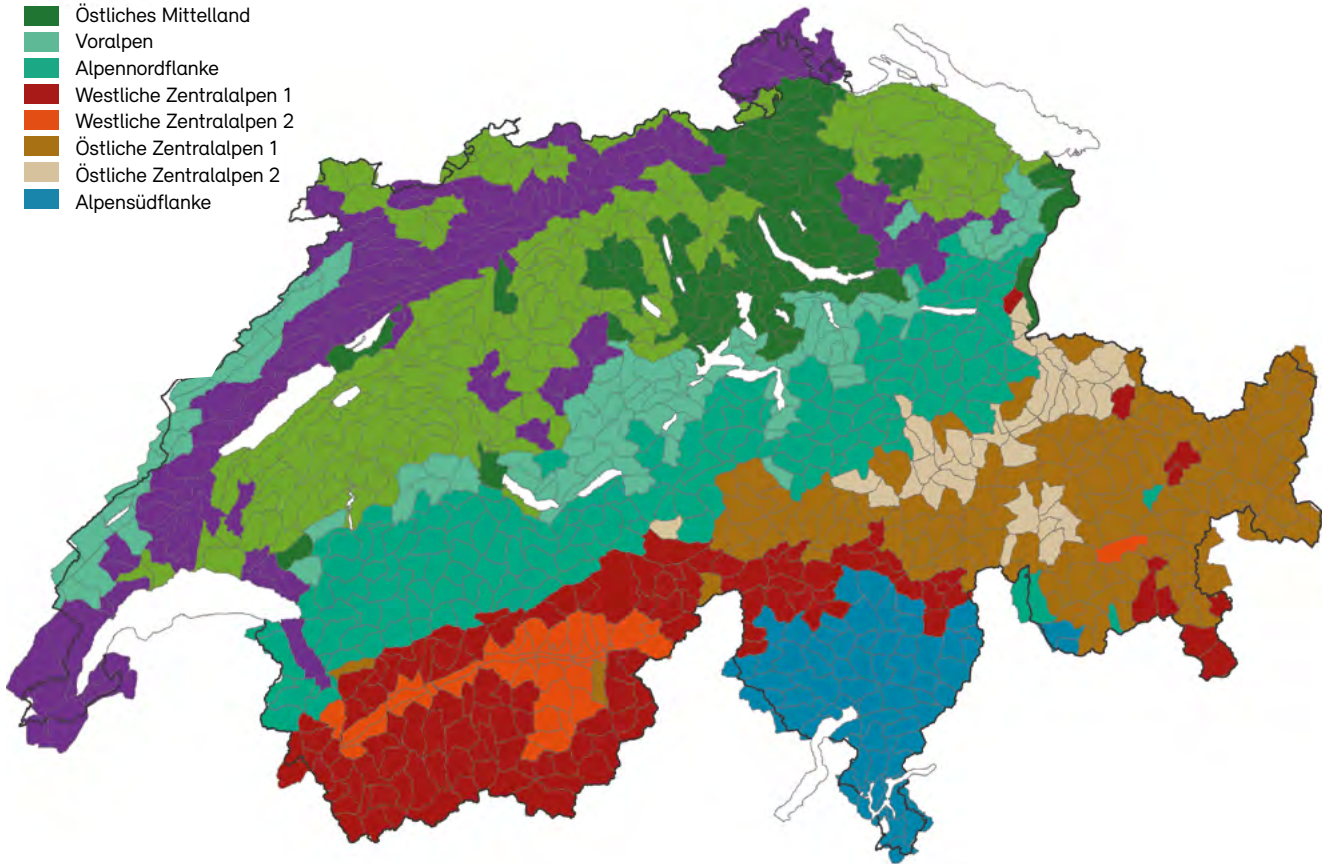 Östliches Mittelland
Voralpen
Alpennordflanke
Westliche Zentralalpen 1
Westliche Zentralalpen 2
Östliche Zentralalpen 1
Östliche Zentralalpen 2
Alpensüdflanke